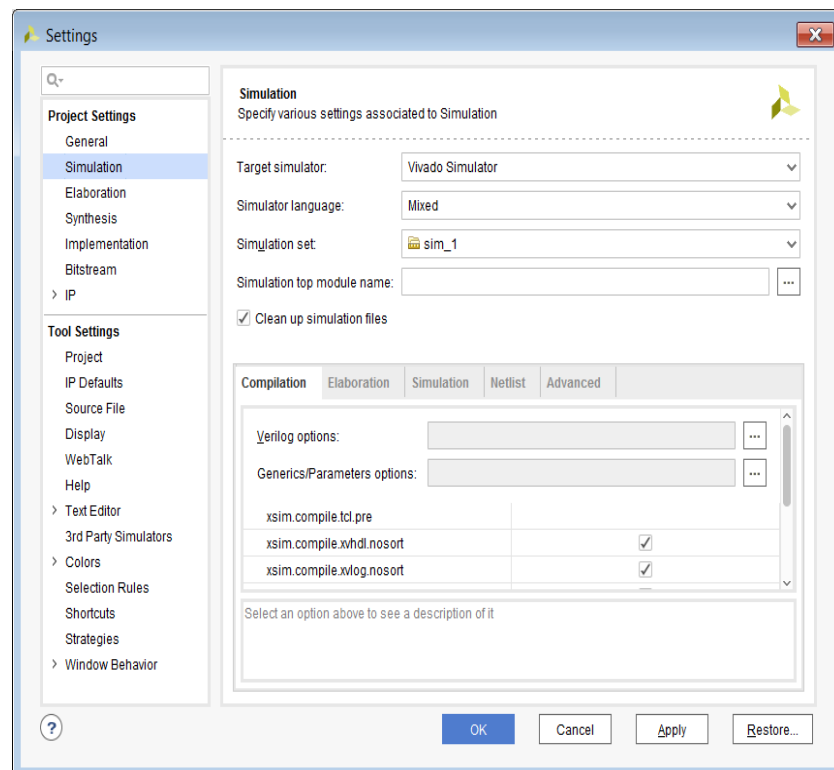 Settings
Project Settings
General
Simulation
Elaboration
Synthesis
Implementation
Bitstream
IP
Tool Settings
Project
IP Defaults
Source File
Display
WebTalk
Help
Text Editor
3rd Party Simulators
Colors
Selection Rules
Shortcuts
Strategies
Window Behavior
Simulation
Specify various settings associated to Simulation
Target simulator: Vivado Simulator
Simulator language: Mixed
Simulation set: sim_1
Simulation top module name: ...
Clean up simulation files
Compilation Elaboration Simulation Netlist Advanced
Verilog options: ...
Generics/Parameters options: ...
xsim.compile.tcl.pre
xsim.compile.xvhdl.nosort
xsim.compile.xvlog.nosort
Select an option above to see a description of it
? OK Cancel Apply Restore...